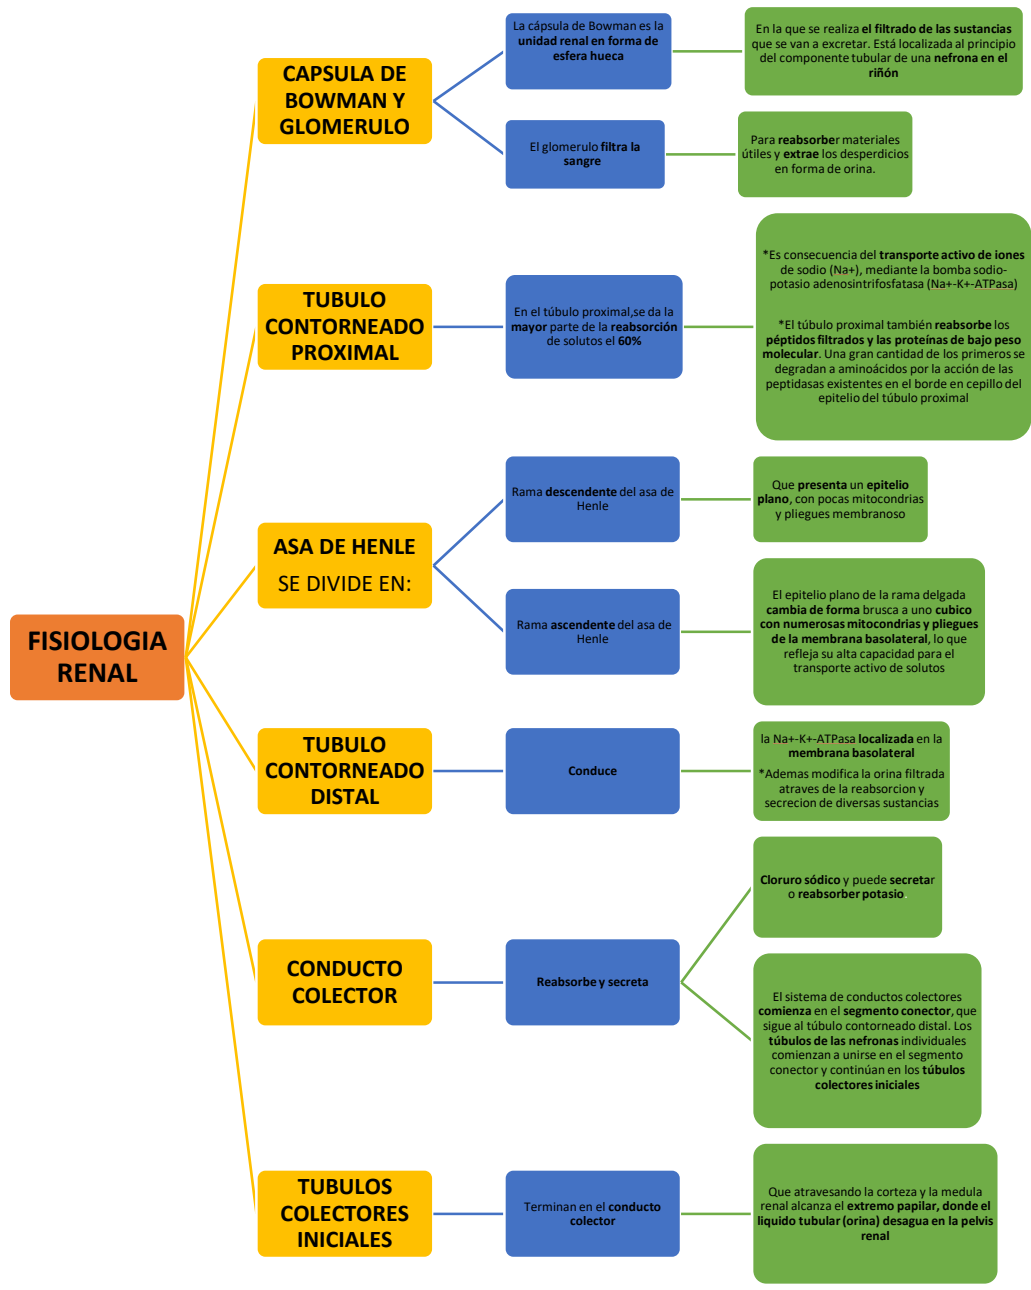 FISIOLOGIA
RENAL
CAPSULA DE
BOWMAN Y
GLOMERULO
La cápsula de Bowman es la
unidad renal en forma de
esfera hueca
En la que se realiza el filtrado de las sustancias
que se van a excretar. Está localizada al principio
del componente tubular de una nefrona en el
riñón
El glomerulo filtra la
sangre
Para reabsorber materiales
útiles y extrae los desperdicios
en forma de orina.
TUBULO
CONTORNEADO
PROXIMAL
En el túbulo proximal,se da la
mayor parte de la reabsorción
de solutos el 60%
*Es consecuencia del transporte activo de iones
de sodio (Na+), mediante la bomba sodio-
potasio adenosintrifosfatasa (Na+-K+-ATPasa)
*El túbulo proximal también reabsorbe los
péptidos filtrados y las proteínas de bajo peso
molecular. Una gran cantidad de los primeros se
degradan a aminoácidos por la acción de las
peptidasas existentes en el borde en cepillo del
epitelio del túbulo proximal
ASA DE HENLE
SE DIVIDE EN:
Rama descendente del asa de
Henle
Que presenta un epitelio
plano, con pocas mitocondrias
y pliegues membranoso
Rama ascendente del asa de
Henle
El epitelio plano de la rama delgada
cambia de forma brusca a uno cubico
con numerosas mitocondrias y pliegues
de la membrana basolateral, lo que
refleja su alta capacidad para el
transporte activo de solutos
TUBULO
CONTORNEADO
DISTAL
Conduce
la Na+-K+-ATPasa localizada en la
membrana basolateral
*Ademas modifica la orina filtrada
atraves de la reabsorcion y
secrecion de diversas sustancias
CONDUCTO
COLECTOR
Reabsorbe y secreta
Cloruro sódico y puede secretar
o reabsorber potasio.
El sistema de conductos colectores
comienza en el segmento conector, que
sigue al túbulo contorneado distal. Los
túbulos de las nefronas individuales
comienzan a unirse en el segmento
conector y continúan en los túbulos
colectores iniciales
TUBULOS
COLECTORES
INICIALES
Terminan en el conducto
colector
Que atravesando la corteza y la medula
renal alcanza el extremo papilar, donde el
liquido tubular (orina) desagua en la pelvis
renal